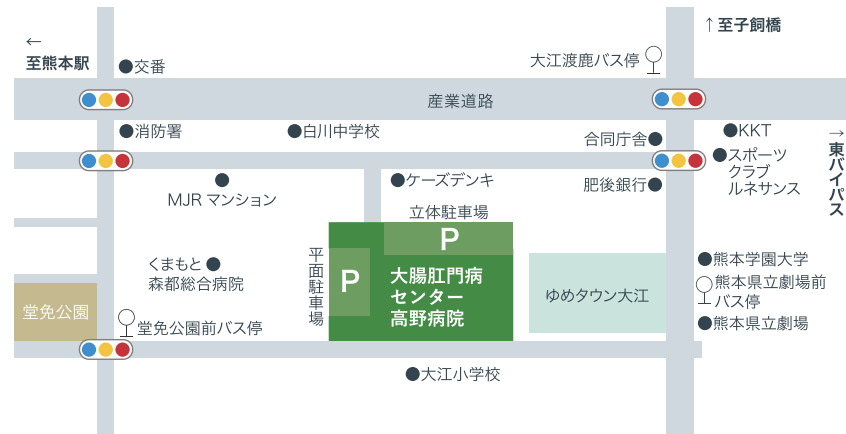 ↑至子飼橋
←
至熊本駅
交番
大江渡鹿バス停
産業道路
消防署
白川中学校
合同庁舎
KKT
→
東バイパス
スポーツ
クラブ
ルネサンス
MJRマンション
ケーズデンキ
肥後銀行
立体駐車場
P
平面駐車場
P
大腸肛門病
センター
高野病院
くまもと
森都総合病院
ゆめタウン大江
熊本学園大学
熊本県立劇場前
バス停
熊本県立劇場
堂免公園
堂免公園前バス停
大江小学校